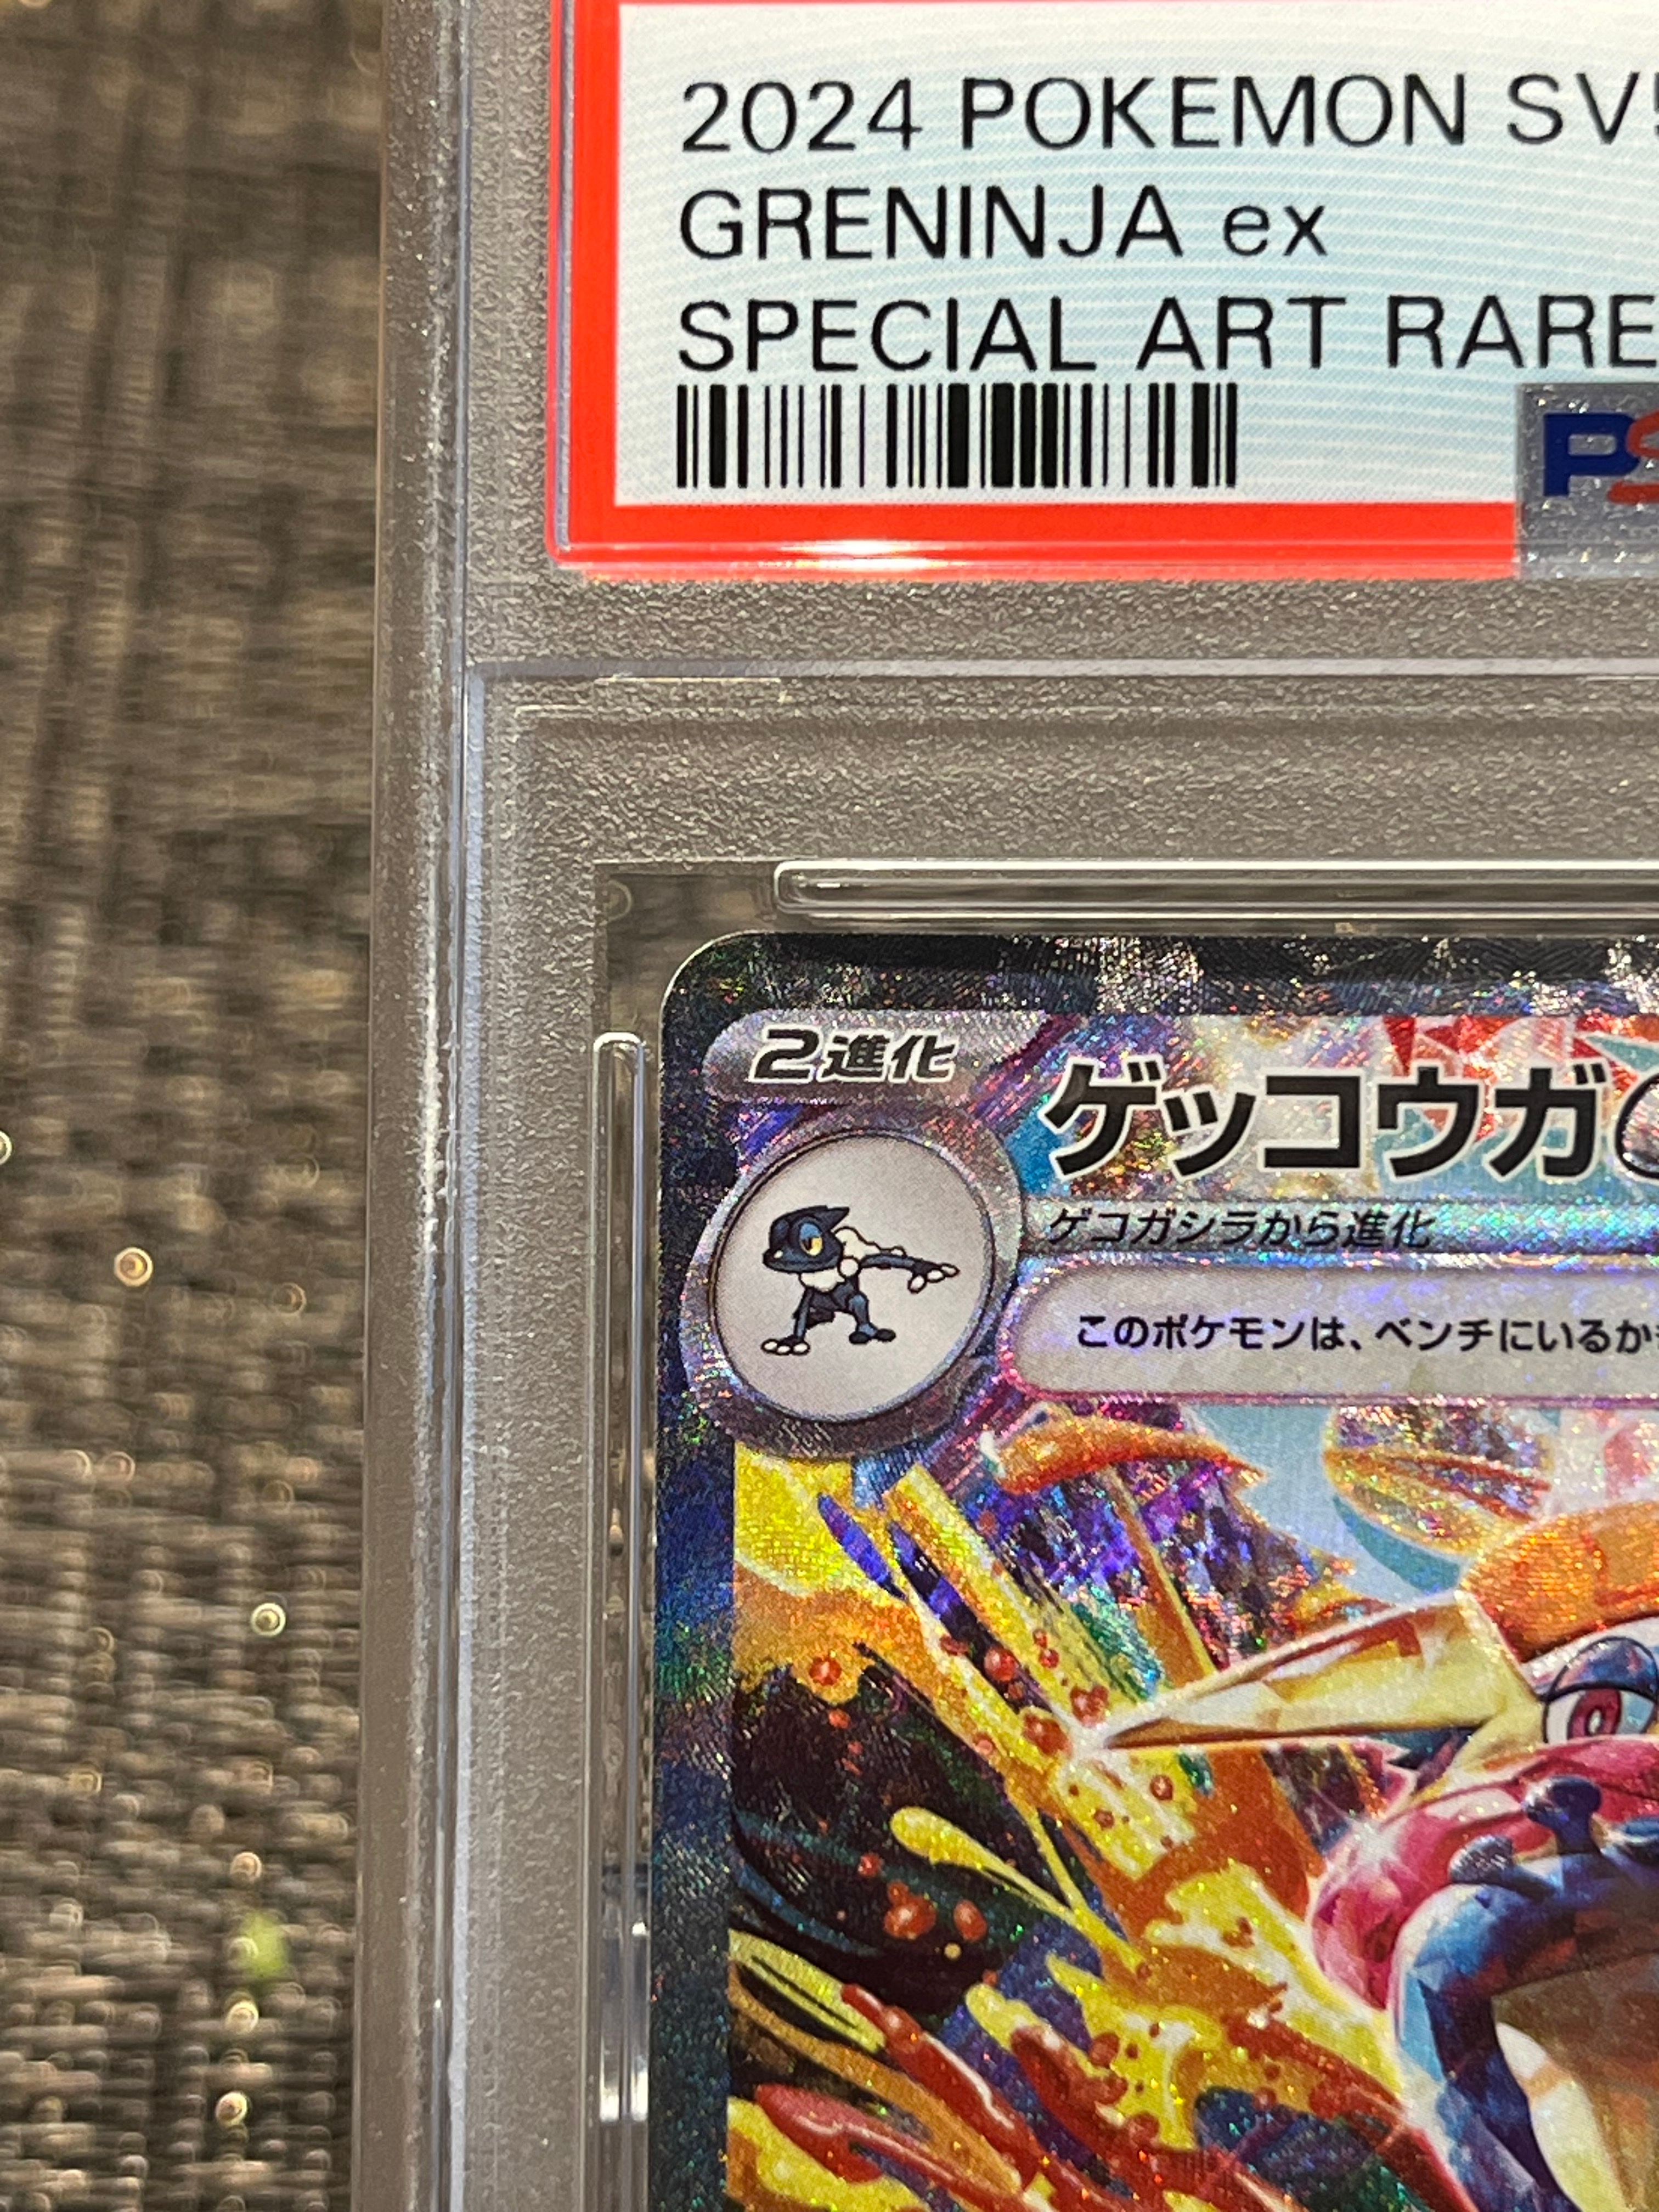 2024 POKEMON SV5
GRENINJA ex
SPECIAL ART RARE
PS
2進化
ゲッコウガ
ゲコガシラから進化
このポケモンは、ベンチにいるか